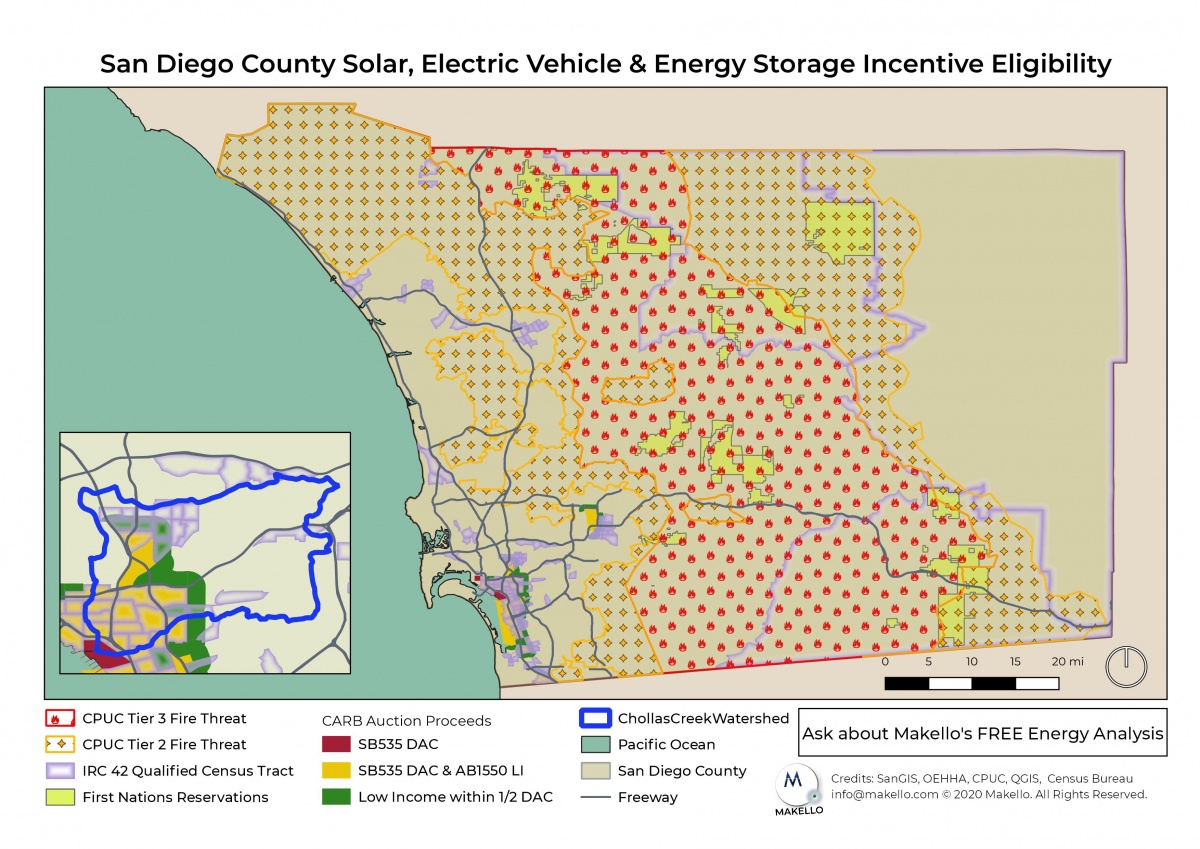 San Diego County Solar, Electric Vehicle & Energy Storage Incentive Eligibility
0 5 10 15 20 mi
CPUC Tier 3 Fire Threat
CPUC Tier 2 Fire Threat
IRC 42 Qualified Census Tract
First Nations Reservations
CARB Auction Proceeds
SB535 DAC
SB535 DAC & AB1550 LI
Low Income within 1/2 DAC
ChollasCreekWatershed
Pacific Ocean
San Diego County
Freeway
Ask about Makello's FREE Energy Analysis
M
MAKELLO
Credits: SanGIS, OEHHA, CPUC, QGIS, Census Bureau
info@makello.com © 2020 Makello. All Rights Reserved.